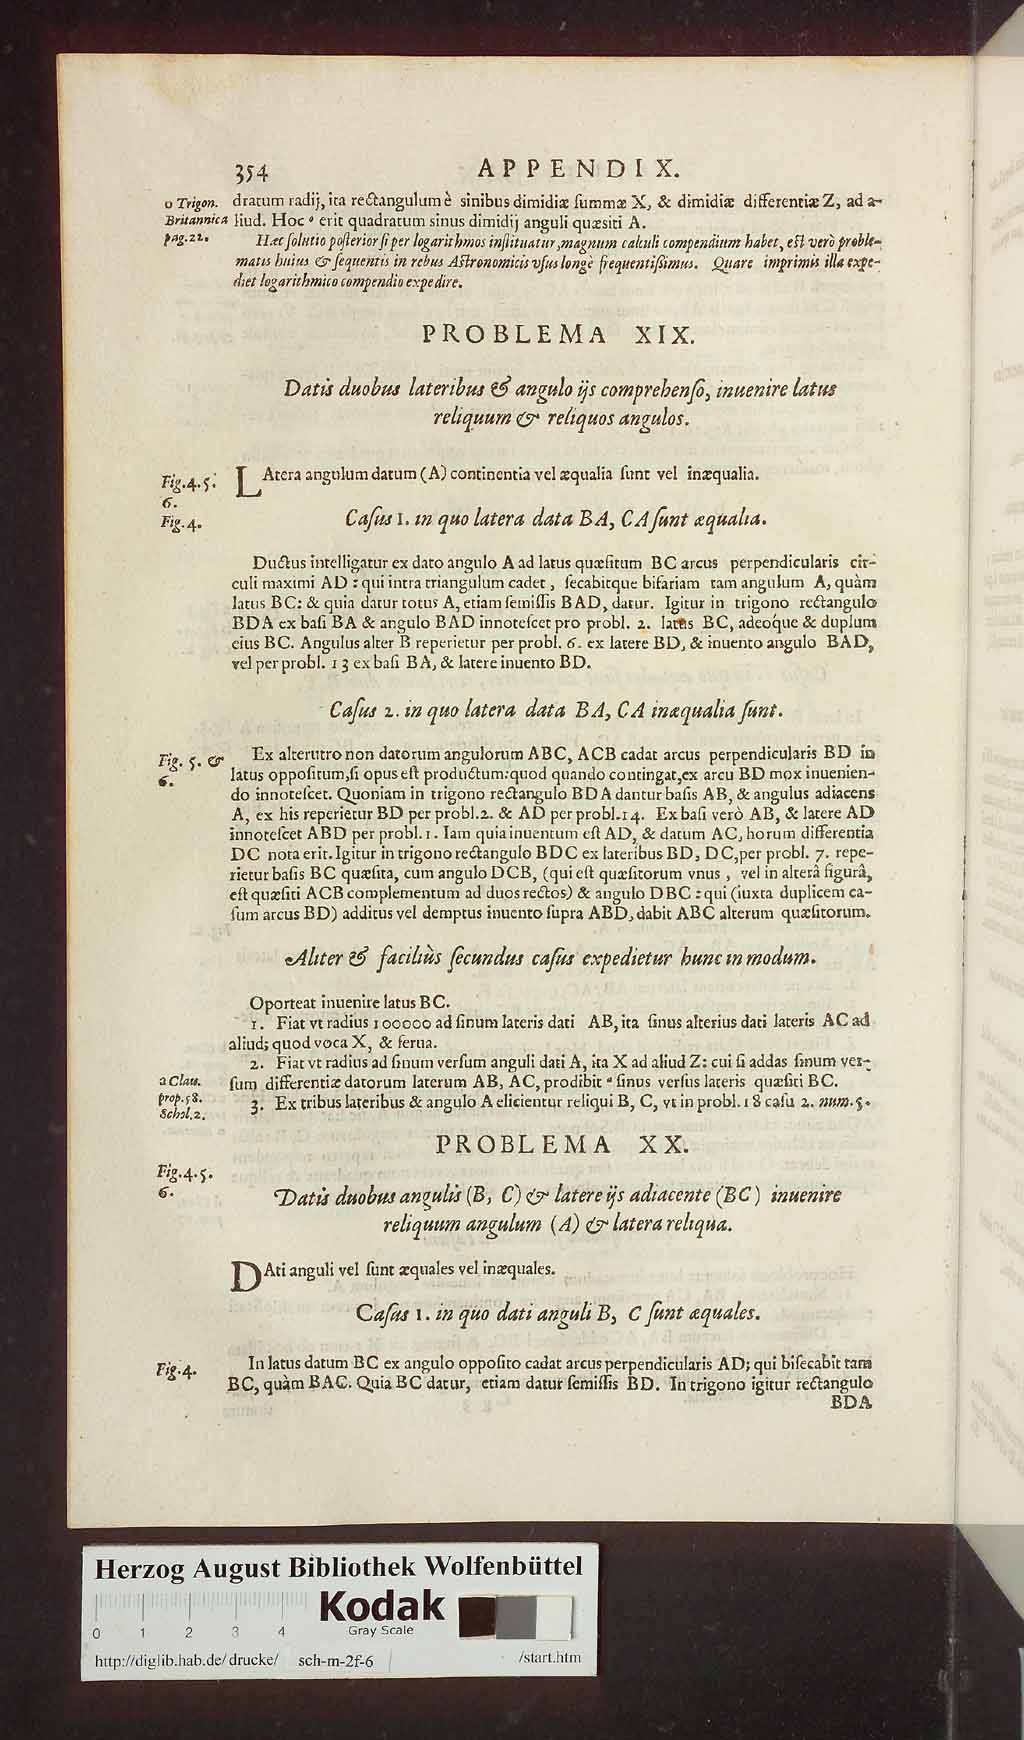 354 APPENDIX.
o Trigon. dratum radij, ita rectangulum è sinibus dimidiæ summæ X, & dimidiæ differentiæ Z, ad a-
Britannica liud. Hoc ° erit quadratum sinus dimidij anguli quæsiti A.
pag.22. Hæc solutio posterior si per logarithmos instituatur, magnum calculi compendium habet, est verò proble-
matis huius & sequentis in rebus Astronomicis vsus longè frequentissimus. Quare imprimis illa expe-
diet logarithmico compendio expedire.
PROBLEMA XIX.
Datis duobus lateribus & angulo ijs comprehenso, inuenire latus
reliquum & reliquos angulos.
Fig.4.5. LAtera angulum datum (A) continentia vel æqualia sunt vel inæqualia.
6.
Fig.4. Casus 1. in quo latera data BA, CA sunt æqualia.
Ductus intelligatur ex dato angulo A ad latus quæsitum BC arcus perpendicularis cir-
culi maximi AD : qui intra triangulum cadet, secabitque bifariam tam angulum A, quàm
latus BC: & quia datur totus A, etiam semissis BAD, datur. Igitur in trigono rectangulo
BDA ex basi BA & angulo BAD innotescet pro probl. 2. latus BC, adeoque & duplum
eius BC. Angulus alter B reperietur per probl. 6. ex latere BD, & inuento angulo BAD,
vel per probl. 13 ex basi BA, & latere inuento BD.
Casus 2. in quo latera data BA, CA inæqualia sunt.
Fig. 5. & Ex alterutro non datorum angulorum ABC, ACB cadat arcus perpendicularis BD in
6. latus oppositum, si opus est productum: quod quando contingat, ex arcu BD mox inuenien-
do innotescet. Quoniam in trigono rectangulo BDA dantur basis AB, & angulus adiacens
A, ex his reperietur BD per probl.2. & AD per probl.14. Ex basi verò AB, & latere AD
innotescet ABD per probl. 1. Iam quia inuentum est AD, & datum AC, horum differentia
DC nota erit. Igitur in trigono rectangulo BDC ex lateribus BD, DC, per probl. 7. repe-
rietur basis BC quæsita, cum angulo DCB, (qui est quæsitorum vnus, vel in alterâ figurâ,
est quæsiti ACB complementum ad duos rectos) & angulo DBC : qui (iuxta duplicem ca-
sum arcus BD) additus vel demptus inuento supra ABD, dabit ABC alterum quæsitorum.
Aliter & faciliùs secundus casus expedietur hunc in modum.
Oporteat inuenire latus BC.
1. Fiat vt radius 100000 ad sinum lateris dati AB, ita sinus alterius dati lateris AC ad
aliud; quod voca X, & serua.
2. Fiat vt radius ad sinum versum anguli dati A, ita X ad aliud Z: cui si addas sinum ver-
a Clau. sum differentiæ datorum laterum AB, AC, prodibit ª sinus versus lateris quæsiti BC.
prop.58. 3. Ex tribus lateribus & angulo A elicientur reliqui B, C, vt in probl. 18 casu 2. num.5.
Schol.2.
PROBLEMA XX.
Fig.4.5.
6. Datis duobus angulis (B, C) & latere ijs adiacente (BC) inuenire
reliquum angulum (A) & latera reliqua.
DAti anguli vel sunt æquales vel inæquales.
Casus 1. in quo dati anguli B, C sunt æquales.
Fig.4. In latus datum BC ex angulo opposito cadat arcus perpendicularis AD; qui bisecabit tam
BC, quàm BAC. Quia BC datur, etiam datur semissis BD. In trigono igitur rectangulo
BDA
Herzog August Bibliothek Wolfenbüttel
Kodak
Gray Scale
0 1 2 3 4
http://diglib.hab.de/drucke/ sch-m-2f-6 /start.htm